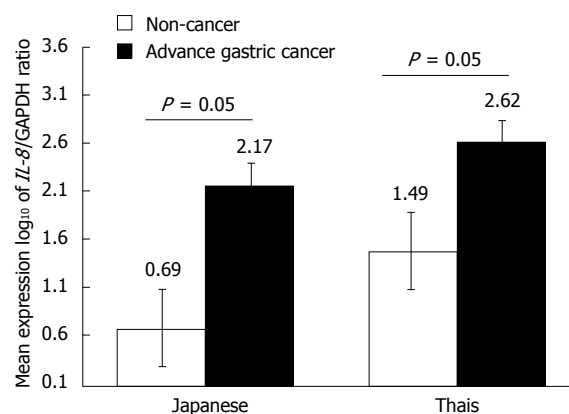 Non-cancer
Advance gastric cancer
Mean expression log₁₀ of IL-8/GAPDH ratio
3.6
3.1
2.6
2.1
1.6
1.1
0.6
0.1
P = 0.05
P = 0.05
0.69
2.17
1.49
2.62
Japanese
Thais